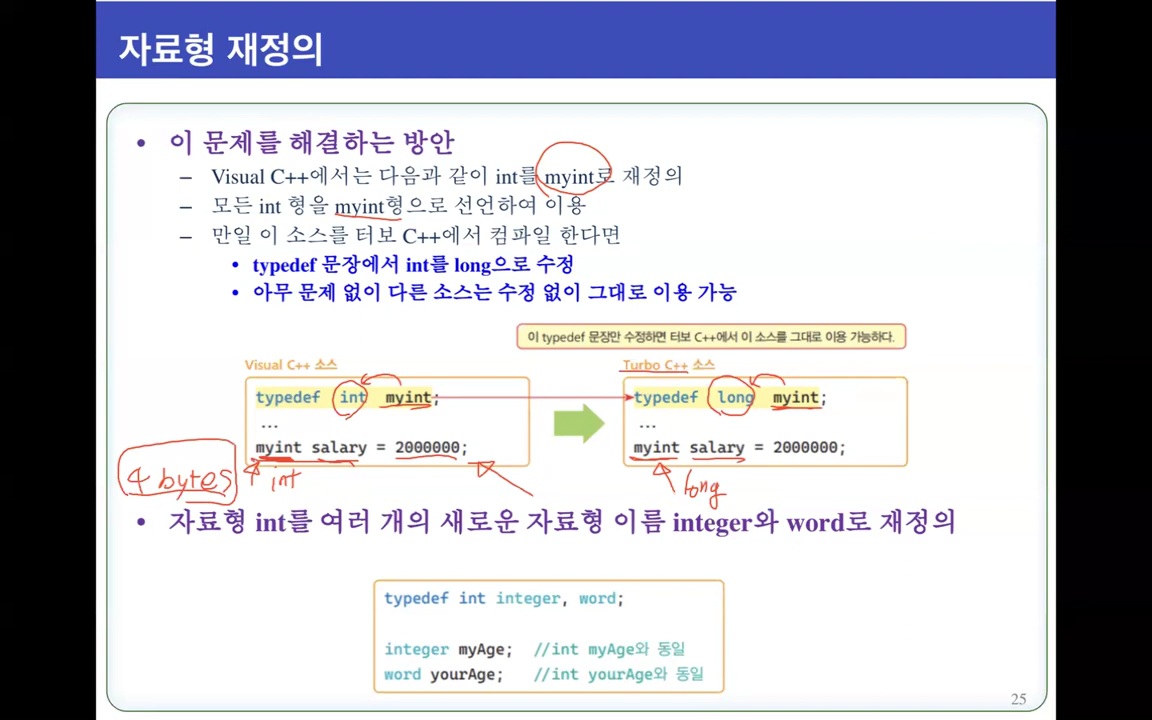 자료형 재정의
• 이 문제를 해결하는 방안
– Visual C++에서는 다음과 같이 int를 myint로 재정의
– 모든 int 형을 myint형으로 선언하여 이용
– 만일 이 소스를 터보 C++에서 컴파일 한다면
• typedef 문장에서 int를 long으로 수정
• 아무 문제 없이 다른 소스는 수정 없이 그대로 이용 가능
이 typedef 문장만 수정하면 터보 C++에서 이 소스를 그대로 이용 가능하다.
Visual C++ 소스
typedef int myint;
...
myint salary = 2000000;
4 bytes
int
Turbo C++ 소스
typedef long myint;
...
myint salary = 2000000;
long
• 자료형 int를 여러 개의 새로운 자료형 이름 integer와 word로 재정의
typedef int integer, word;
integer myAge; //int myAge와 동일
word yourAge; //int yourAge와 동일
25